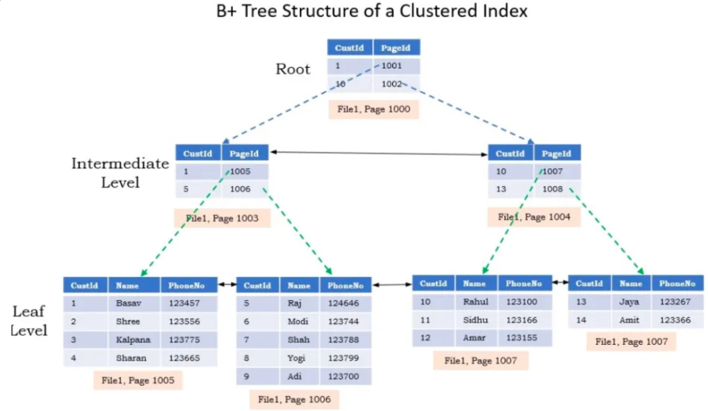 B+ Tree Structure of a Clustered Index
Root
CustId PageId
1 1001
10 1002
File1, Page 1000
Intermediate
Level
CustId PageId
1 1005
5 1006
File1, Page 1003
CustId PageId
10 1007
13 1008
File1, Page 1004
Leaf
Level
CustId Name PhoneNo
1 Basav 123457
2 Shree 123556
3 Kalpana 123775
4 Sharan 123665
File1, Page 1005
CustId Name PhoneNo
5 Raj 124646
6 Modi 123744
7 Shah 123788
8 Yogi 123799
9 Adi 123700
File1, Page 1006
CustId Name PhoneNo
10 Rahul 123100
11 Sidhu 123166
12 Amar 123155
File1, Page 1007
CustId Name PhoneNo
13 Jaya 123267
14 Amit 123366
File1, Page 1007